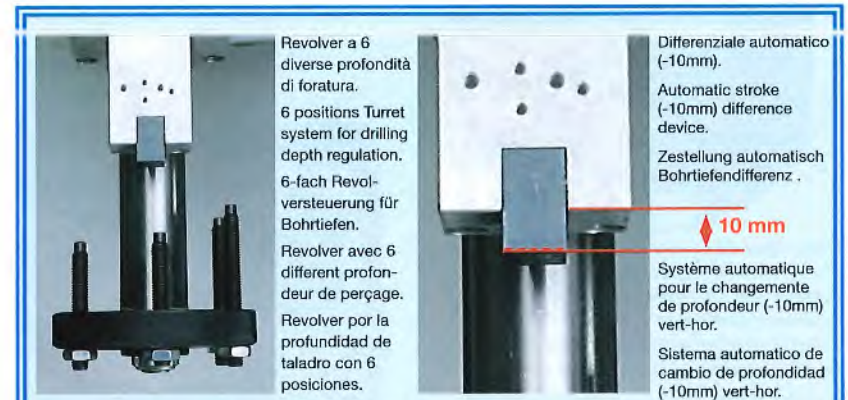 Revolver a 6
diverse profondità
di foratura.
6 positions Turret
system for drilling
depth regulation.
6-fach Revol-
versteuerung für
Bohrtiefen.
Revolver avec 6
different profon-
deur de perçage.
Revolver por la
profundidad de
taladro con 6
posiciones.
Differenziale automatico
(-10mm).
Automatic stroke
(-10mm) difference
device.
Zestellung automatisch
Bohrtiefendifferenz .
10 mm
Système automatique
pour le changemente
de profondeur (-10mm)
vert-hor.
Sistema automatico de
cambio de profondidad
(-10mm) vert-hor.